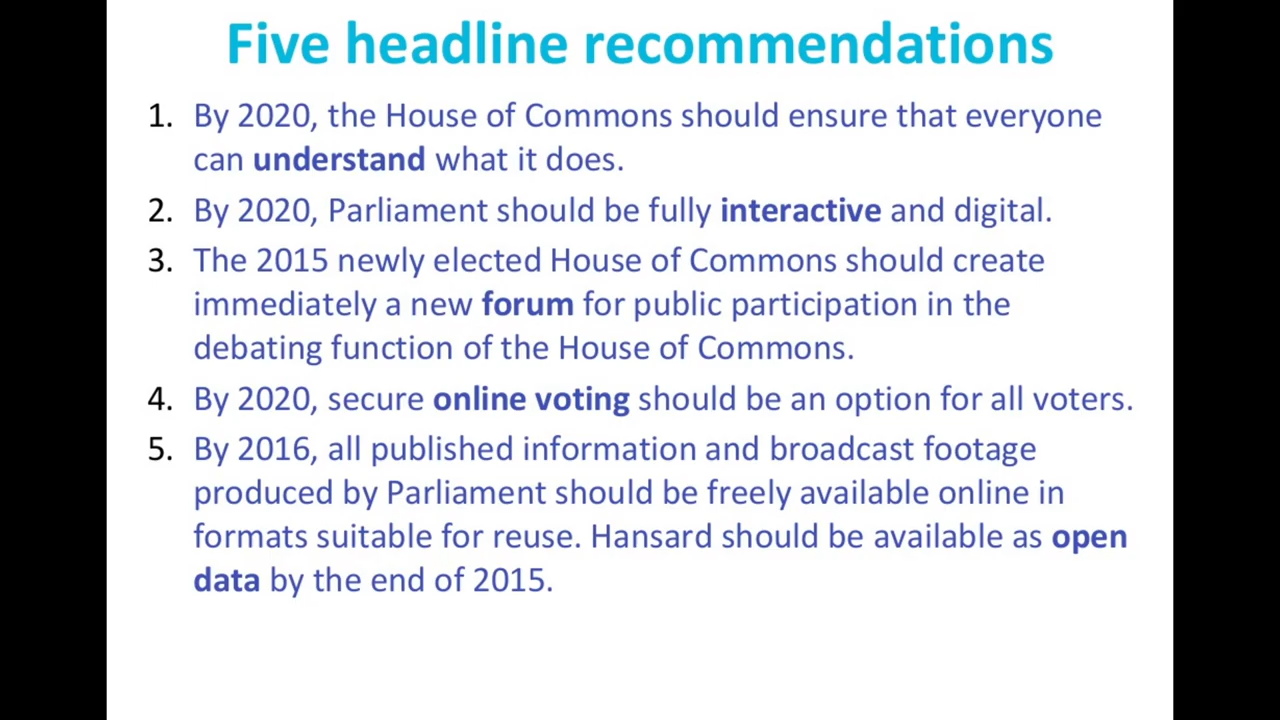 Five headline recommendations
1. By 2020, the House of Commons should ensure that everyone
can understand what it does.
2. By 2020, Parliament should be fully interactive and digital.
3. The 2015 newly elected House of Commons should create
immediately a new forum for public participation in the
debating function of the House of Commons.
4. By 2020, secure online voting should be an option for all voters.
5. By 2016, all published information and broadcast footage
produced by Parliament should be freely available online in
formats suitable for reuse. Hansard should be available as open
data by the end of 2015.